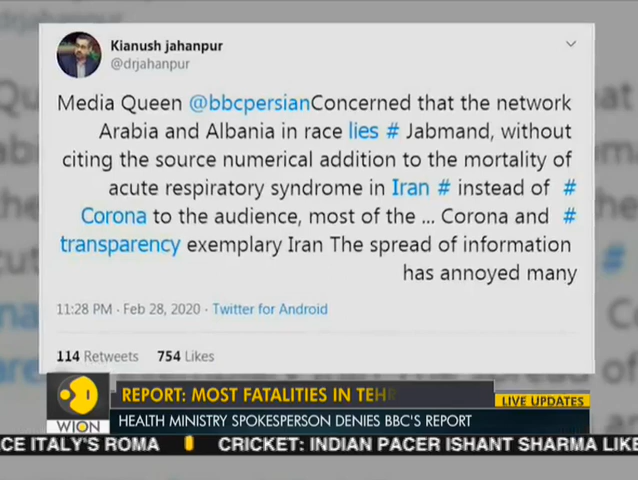 Kianush jahanpur
@drjahanpur
Media Queen @bbcpersianConcerned that the network
Arabia and Albania in race lies # Jabmand, without
citing the source numerical addition to the mortality of
acute respiratory syndrome in Iran # instead of #
Corona to the audience, most of the ... Corona and #
transparency exemplary Iran The spread of information
has annoyed many
11:28 PM · Feb 28, 2020 · Twitter for Android
114 Retweets 754 Likes
REPORT: MOST FATALITIES IN TEHR
LIVE UPDATES
WION
HEALTH MINISTRY SPOKESPERSON DENIES BBC'S REPORT
CE ITALY'S ROMA CRICKET: INDIAN PACER ISHANT SHARMA LIKE